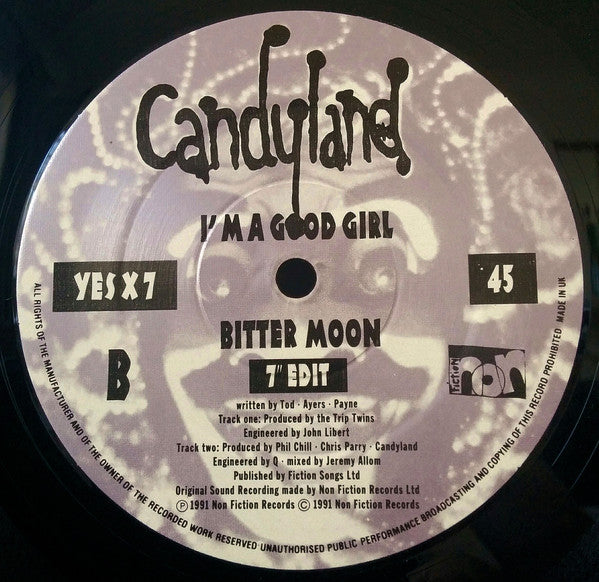 Candyland
I'M A GOOD GIRL
YES X 7
45
BITTER MOON
B
7" EDIT
Fiction
non
written by Tod · Ayers · Payne
Track one: Produced by the Trip Twins
Engineered by John Libert
Track two: Produced by Phil Chill · Chris Parry · Candyland
Engineered by Q · mixed by Jeremy Allom
Published by Fiction Songs Ltd
Original Sound Recording made by Non Fiction Records Ltd
Ⓟ 1991 Non Fiction Records © 1991 Non Fiction Records
ALL RIGHTS OF THE MANUFACTURER AND OF THE OWNER OF THE RECORDED WORK RESERVED UNAUTHORISED PUBLIC PERFORMANCE BROADCASTING AND COPYING OF THIS RECORD PROHIBITED MADE IN UK